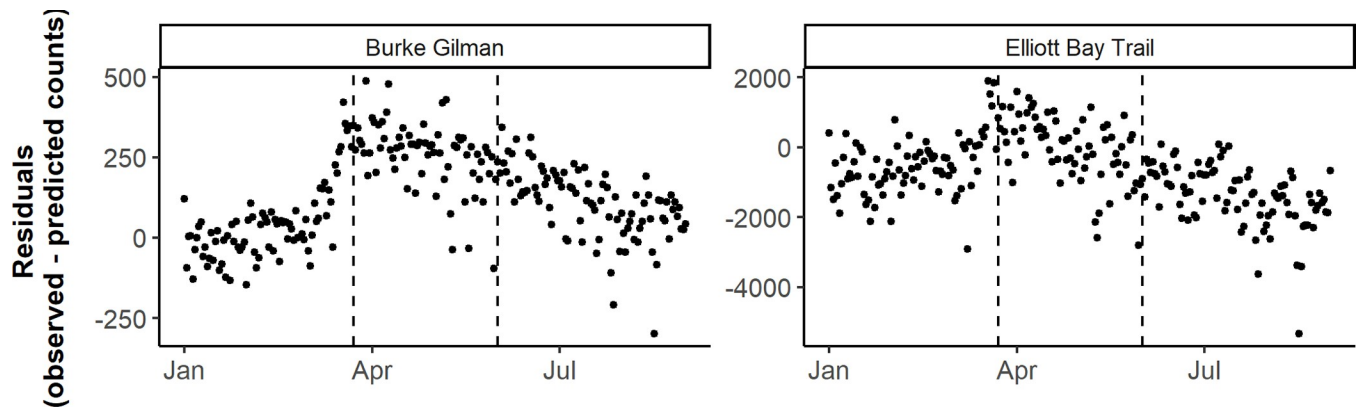 Residuals
(observed - predicted counts)
Burke Gilman
500
250
0
-250
Jan Apr Jul
Elliott Bay Trail
2000
0
-2000
-4000
Jan Apr Jul